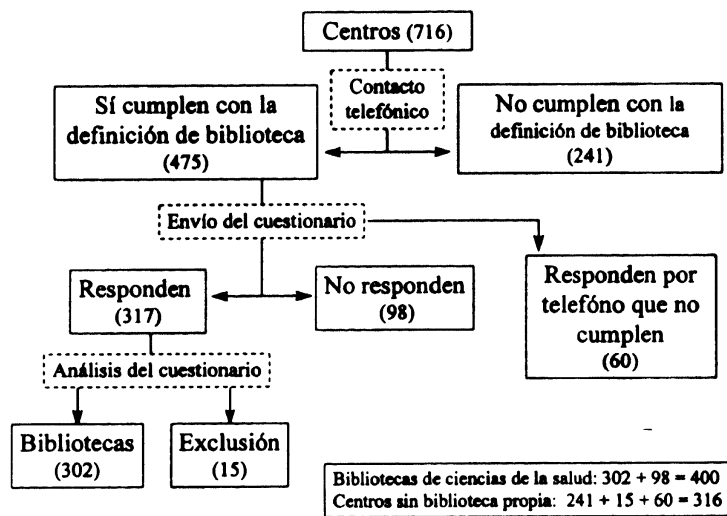 Centros (716)
Contacto
telefónico
Sí cumplen con la
definición de biblioteca
(475)
No cumplen con la
definición de biblioteca
(241)
Envío del cuestionario
Responden
(317)
No responden
(98)
Responden por
telefóno que no
cumplen
(60)
Análisis del cuestionario
Bibliotecas
(302)
Exclusión
(15)
Bibliotecas de ciencias de la salud: 302 + 98 = 400
Centros sin biblioteca propia: 241 + 15 + 60 = 316